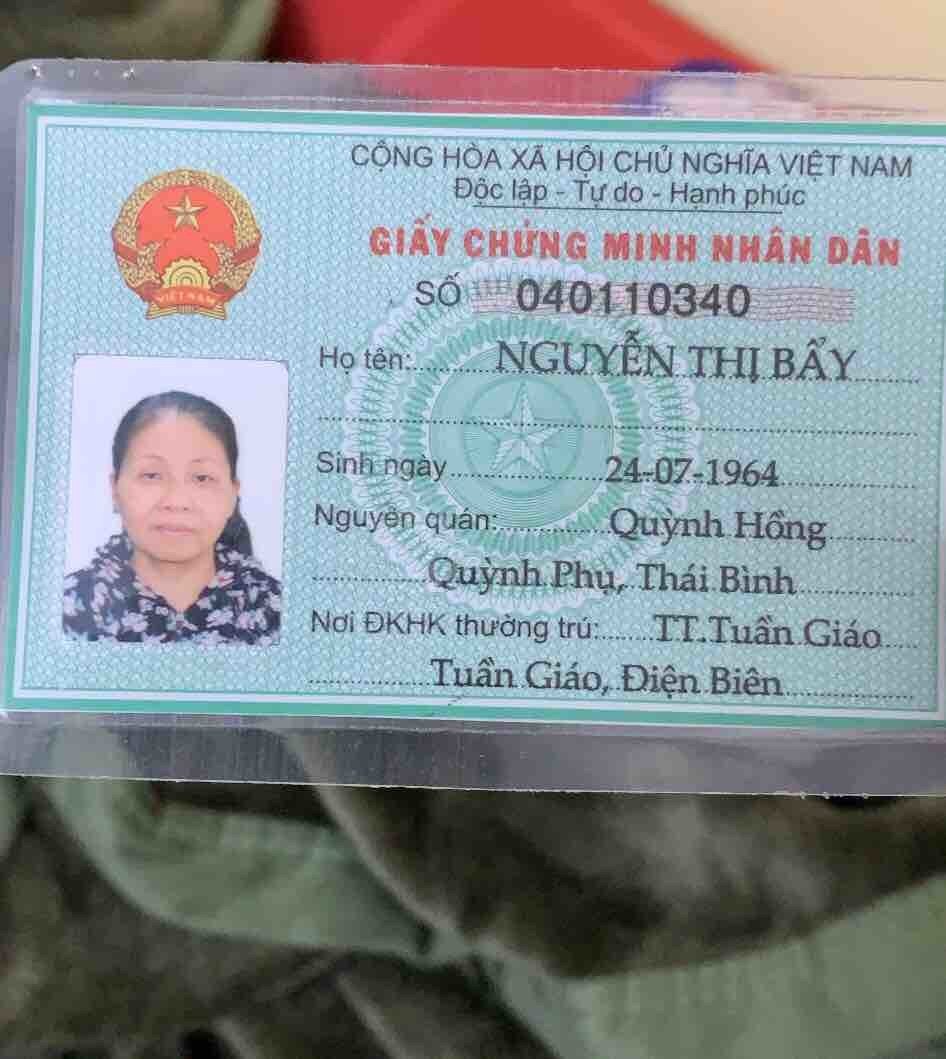 CỘNG HÒA XÃ HỘI CHỦ NGHĨA VIỆT NAM
Độc lập - Tự do - Hạnh phúc
GIẤY CHỨNG MINH NHÂN DÂN
SỐ 040110340
Họ tên: NGUYỄN THỊ BẨY
Sinh ngày 24-07-1964
Nguyên quán: Quỳnh Hồng
Quỳnh Phụ, Thái Bình
Nơi ĐKHK thường trú: TT.Tuần Giáo
Tuần Giáo, Điện Biên
VIỆT NAM